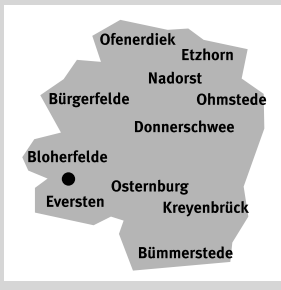 Ofenerdiek
Etzhorn
Nadorst
Bürgerfelde
Ohmstede
Donnerschwee
Bloherfelde
Osternburg
Eversten
Kreyenbrück
Bümmerstede